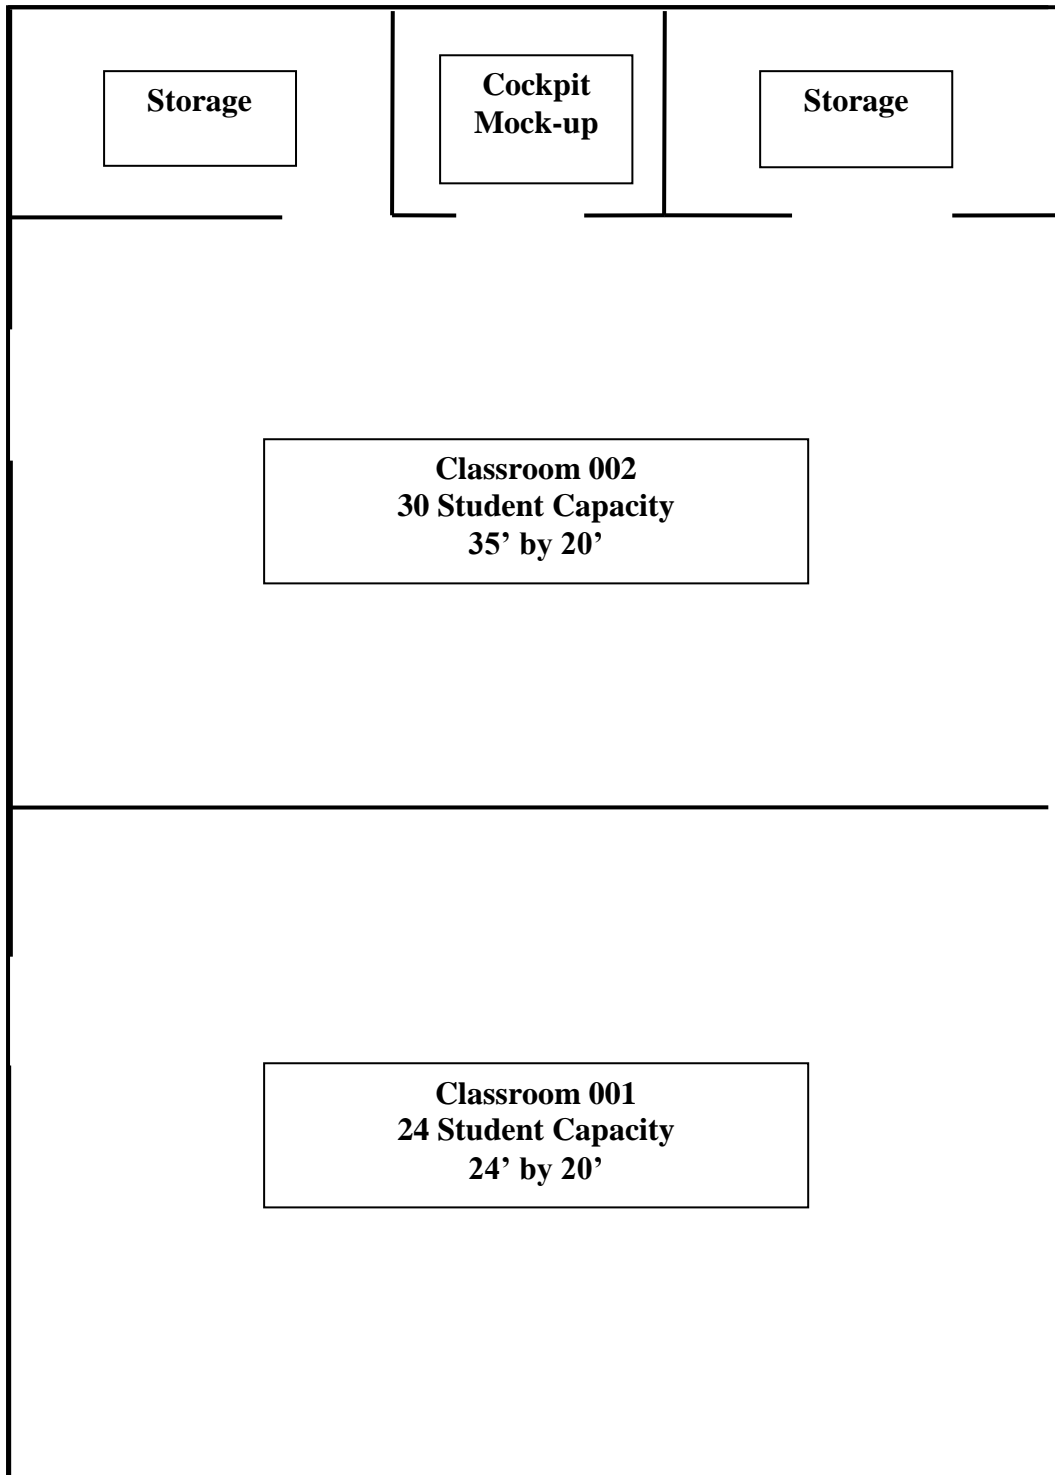 Storage
Cockpit
Mock-up
Storage
Classroom 002
30 Student Capacity
35’ by 20’
Classroom 001
24 Student Capacity
24’ by 20’